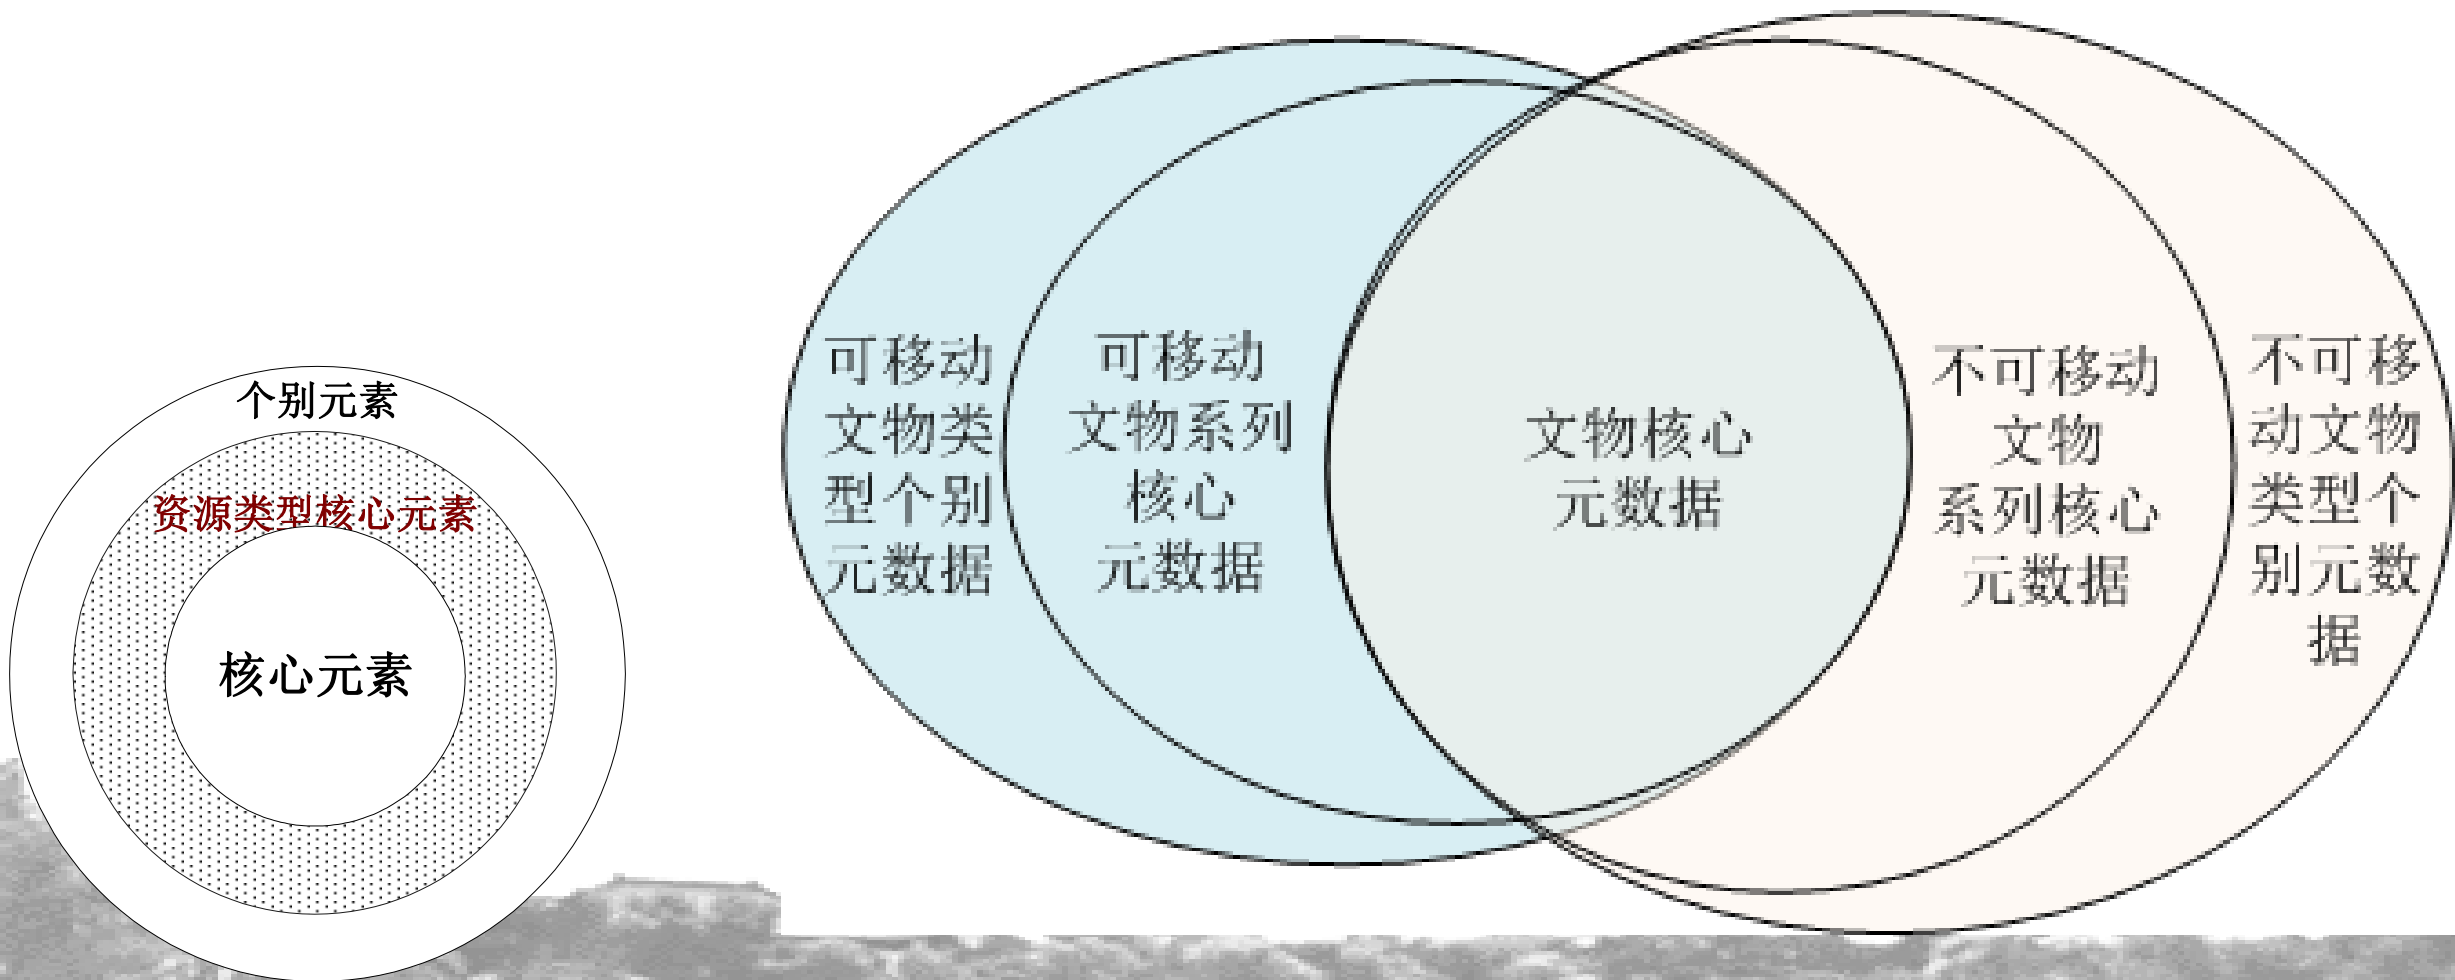 个别元素
资源类型核心元素
核心元素
可移动
文物类
型个别
元数据
可移动
文物系列
核心
元数据
文物核心
元数据
不可移动
文物
系列核心
元数据
不可移
动文物
类型个
别元数
据